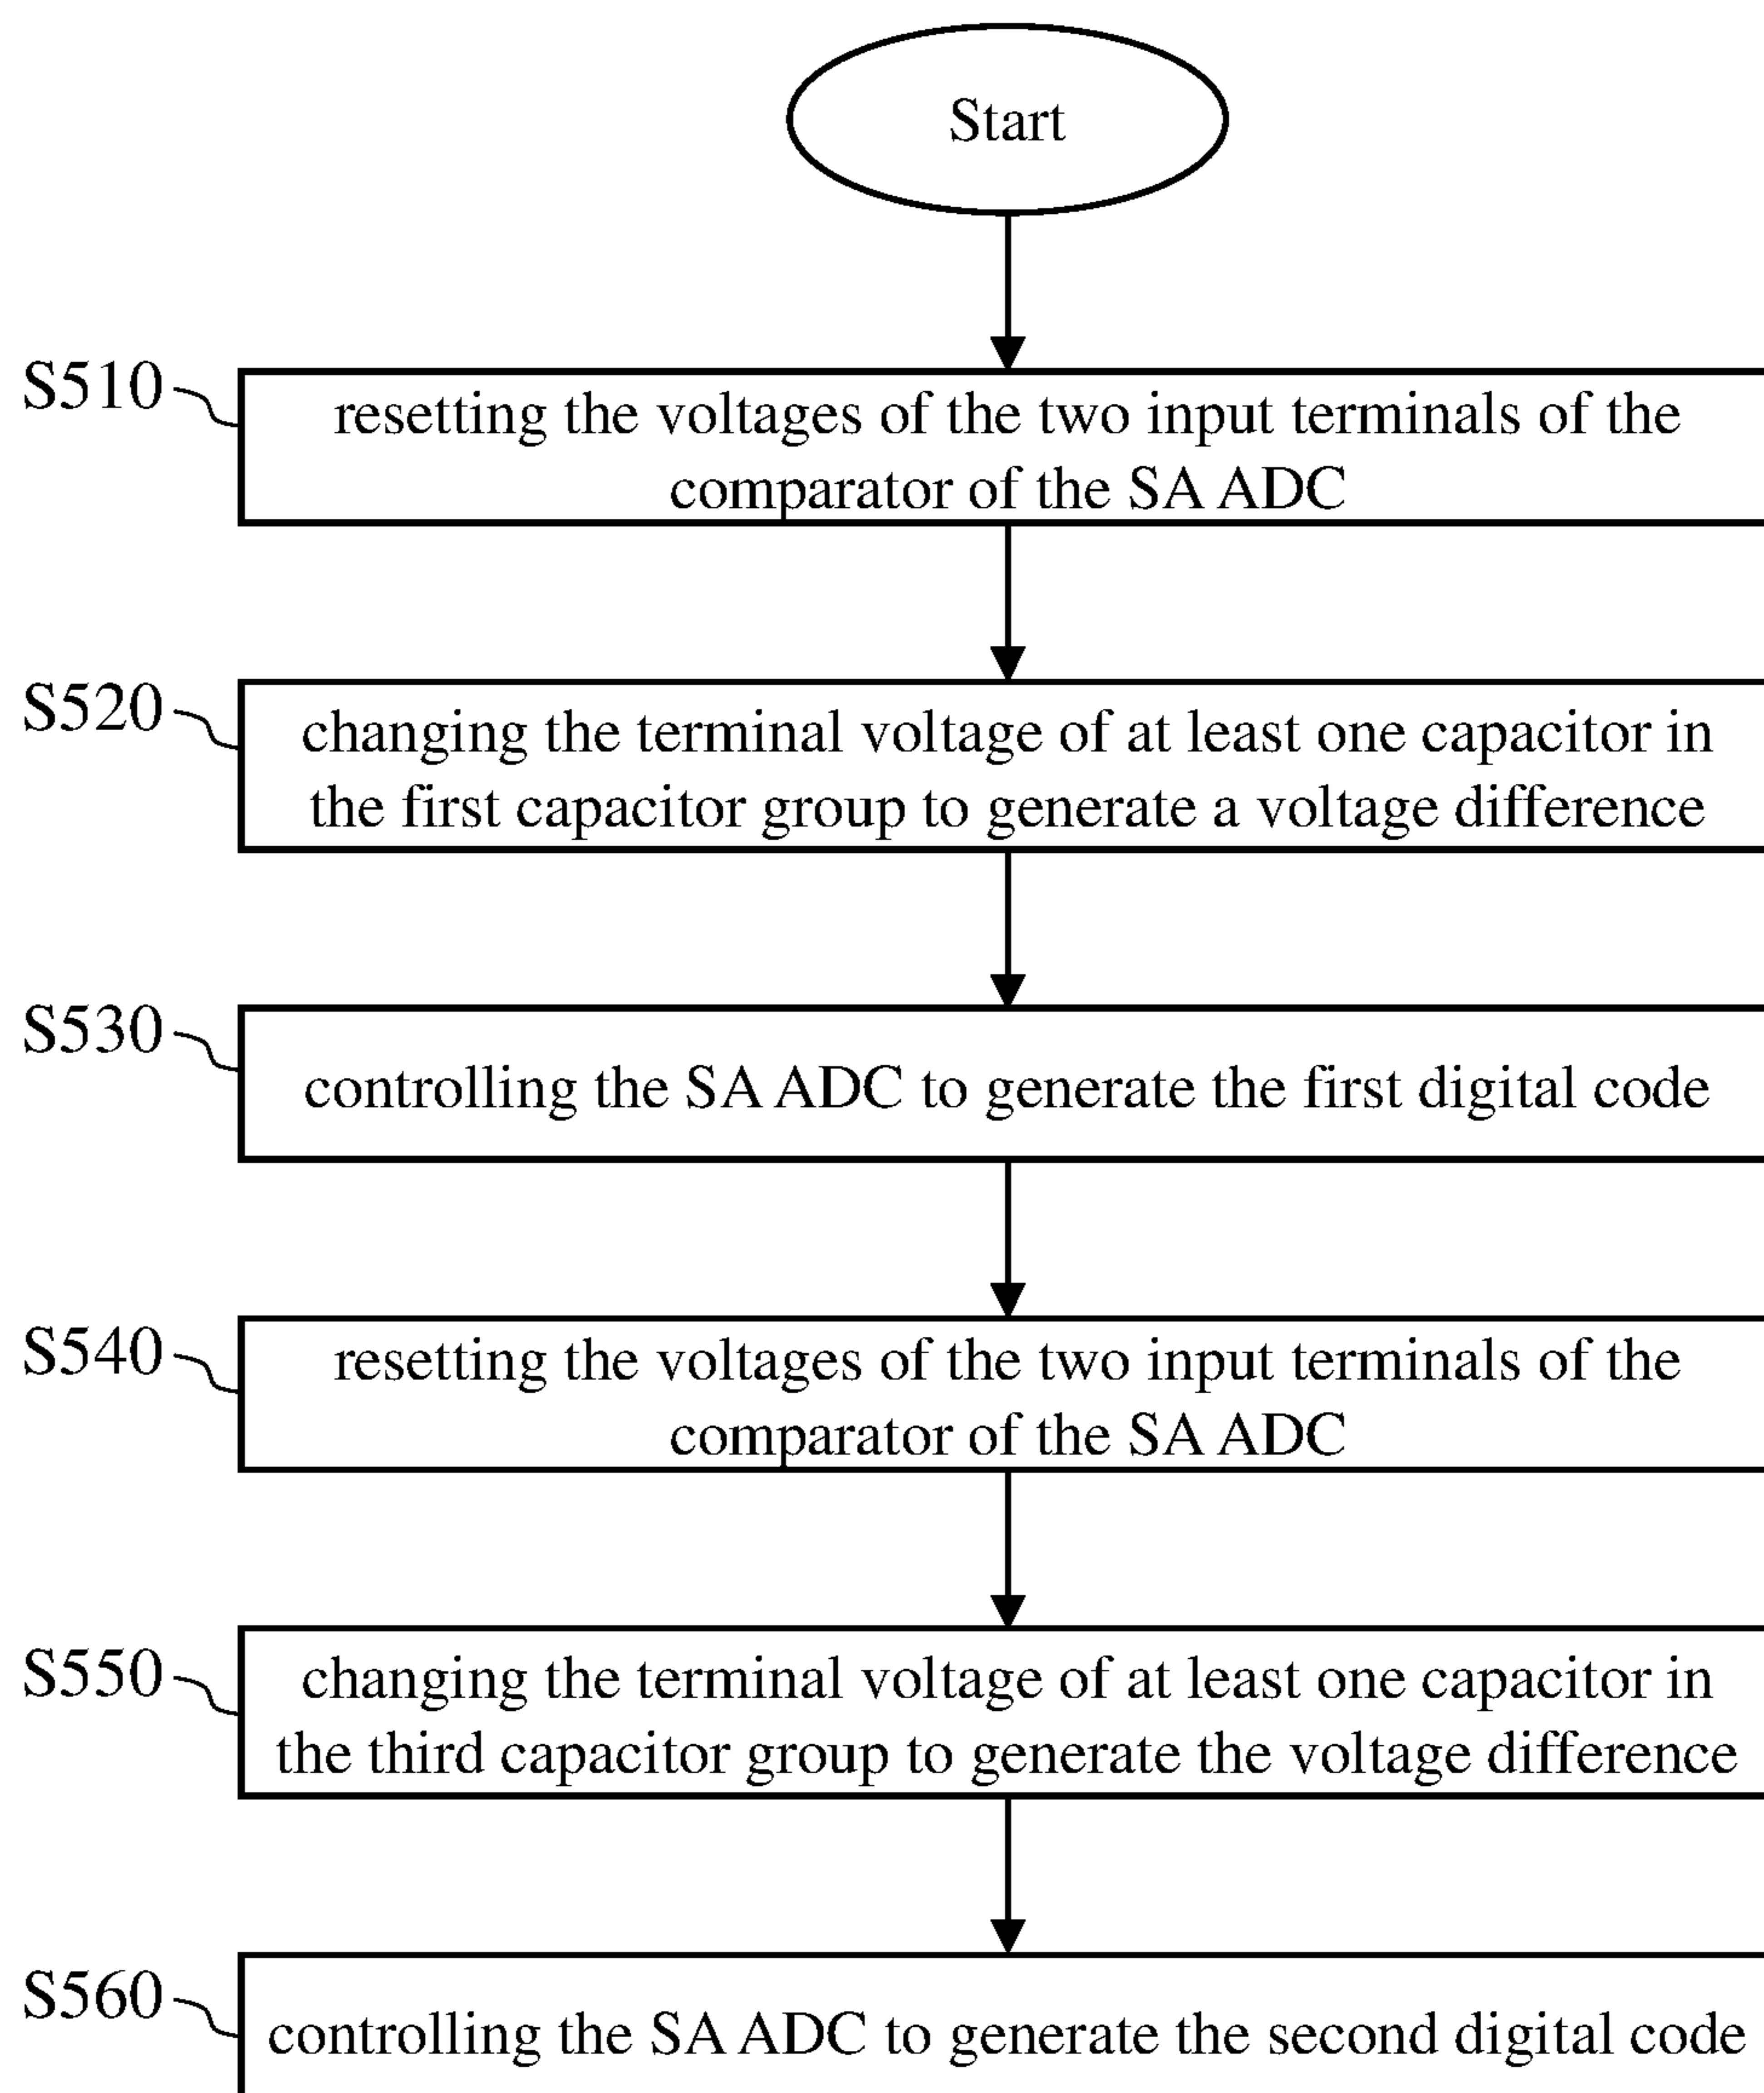 Start
S510
resetting the voltages of the two input terminals of the
comparator of the SA ADC
S520
changing the terminal voltage of at least one capacitor in
the first capacitor group to generate a voltage difference
S530
controlling the SA ADC to generate the first digital code
S540
resetting the voltages of the two input terminals of the
comparator of the SA ADC
S550
changing the terminal voltage of at least one capacitor in
the third capacitor group to generate the voltage difference
S560
controlling the SA ADC to generate the second digital code